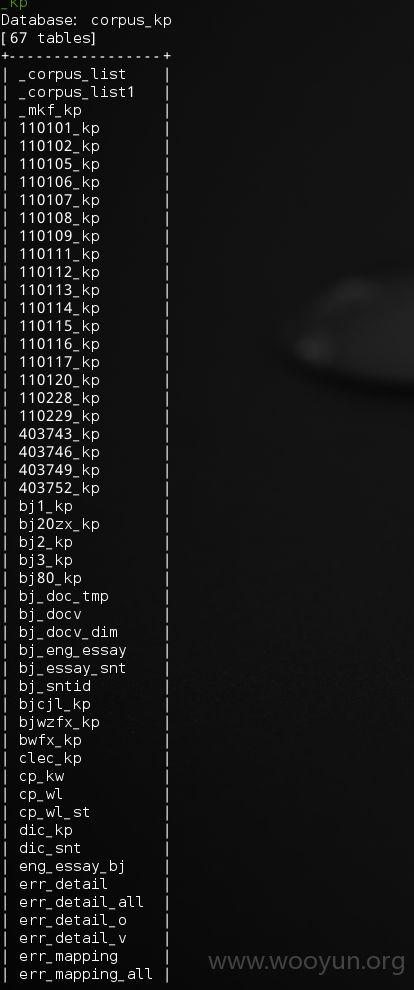 _kp
Database: corpus_kp
[67 tables]
+-----------------+
| _corpus_list |
| _corpus_list1 |
| _mkf_kp |
| 110101_kp |
| 110102_kp |
| 110105_kp |
| 110106_kp |
| 110107_kp |
| 110108_kp |
| 110109_kp |
| 110111_kp |
| 110112_kp |
| 110113_kp |
| 110114_kp |
| 110115_kp |
| 110116_kp |
| 110117_kp |
| 110120_kp |
| 110228_kp |
| 110229_kp |
| 403743_kp |
| 403746_kp |
| 403749_kp |
| 403752_kp |
| bj1_kp |
| bj20zx_kp |
| bj2_kp |
| bj3_kp |
| bj80_kp |
| bj_doc_tmp |
| bj_docv |
| bj_docv_dim |
| bj_eng_essay |
| bj_essay_snt |
| bj_sntid |
| bjcjl_kp |
| bjwzfx_kp |
| bwfx_kp |
| clec_kp |
| cp_kw |
| cp_wl |
| cp_wl_st |
| dic_kp |
| dic_snt |
| eng_essay_bj |
| err_detail |
| err_detail_all |
| err_detail_o |
| err_detail_v |
| err_mapping |
| err_mapping_all |
www.wooyun.org